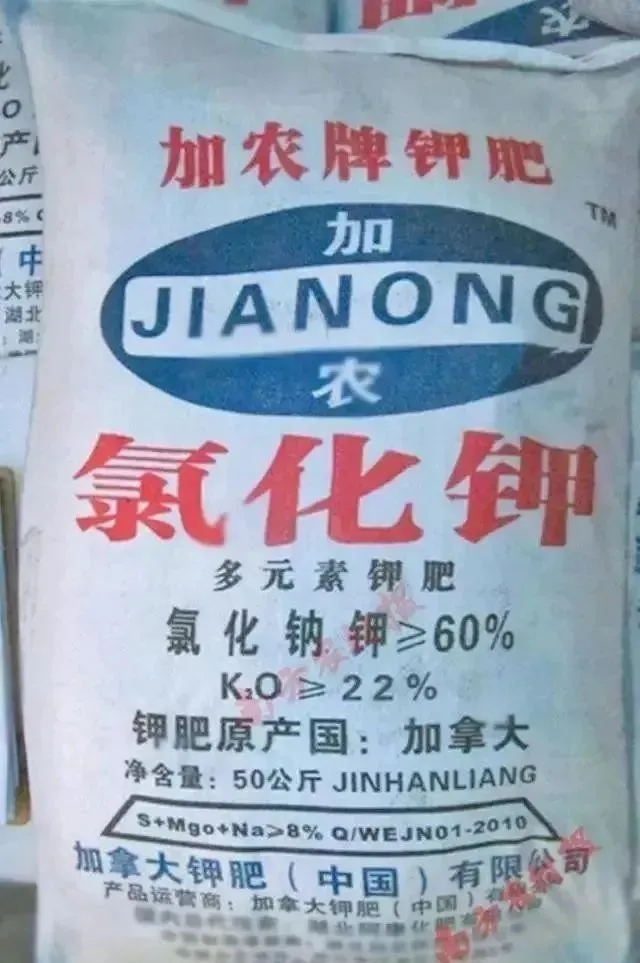 加农牌钾肥
TM
加
JIANONG
农
氯化钾
多元素钾肥
氯化钠钾≥60%
K₂O≥22%
钾肥原产国：加拿大
净含量：50公斤 JINHANLIANG
S+Mgo+Na≥8% Q/WEJN01-2010
加拿大钾肥（中国）有限公司
产品运营商：加拿大钾肥（中国）有